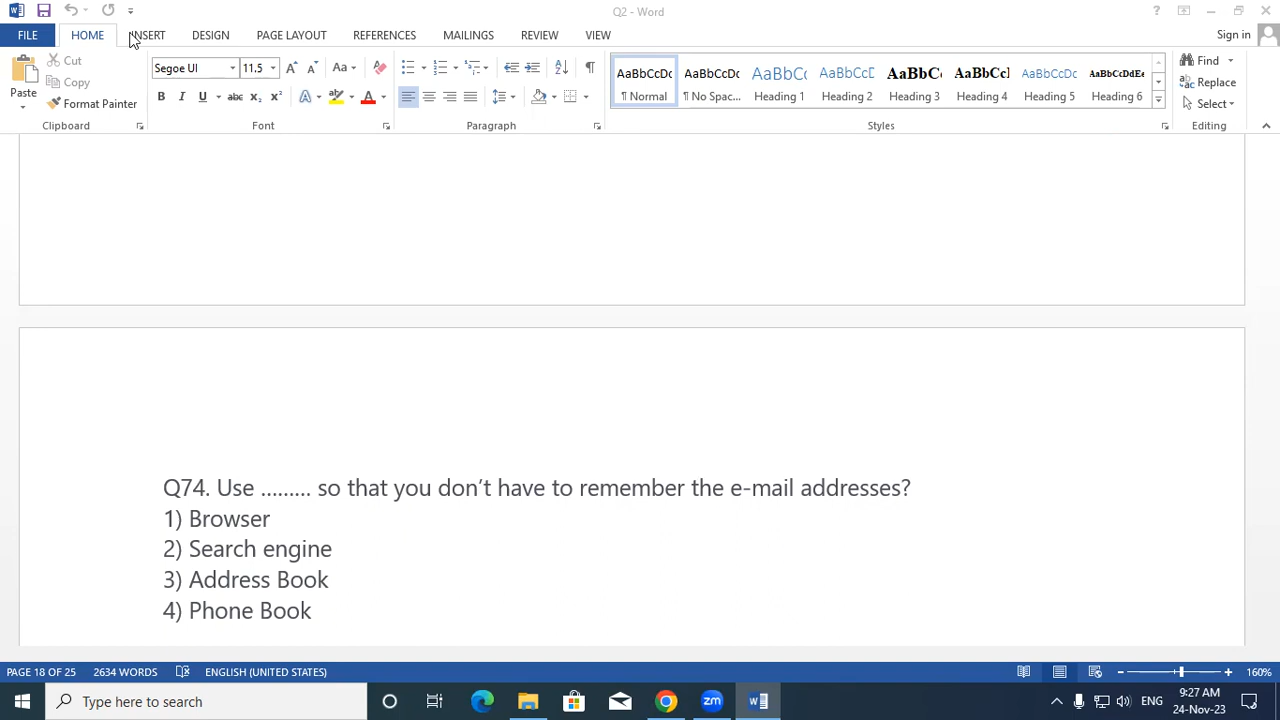 Q2 - Word
FILE HOME INSERT DESIGN PAGE LAYOUT REFERENCES MAILINGS REVIEW VIEW Sign in
Paste Cut Copy Format Painter
Clipboard
Segoe UI 11.5
Font
Paragraph
AaBbCcDc AaBbCcDc AaBbCc AaBbCcD AaBbCc AaBbCcI AaBbCcDc AaBbCcDdEe
¶ Normal ¶ No Spac... Heading 1 Heading 2 Heading 3 Heading 4 Heading 5 Heading 6
Styles
Find
Replace
Select
Editing
Q74. Use ......... so that you don’t have to remember the e-mail addresses?
1) Browser
2) Search engine
3) Address Book
4) Phone Book
PAGE 18 OF 25 2634 WORDS ENGLISH (UNITED STATES) 160%
Type here to search
ENG
9:27 AM
24-Nov-23